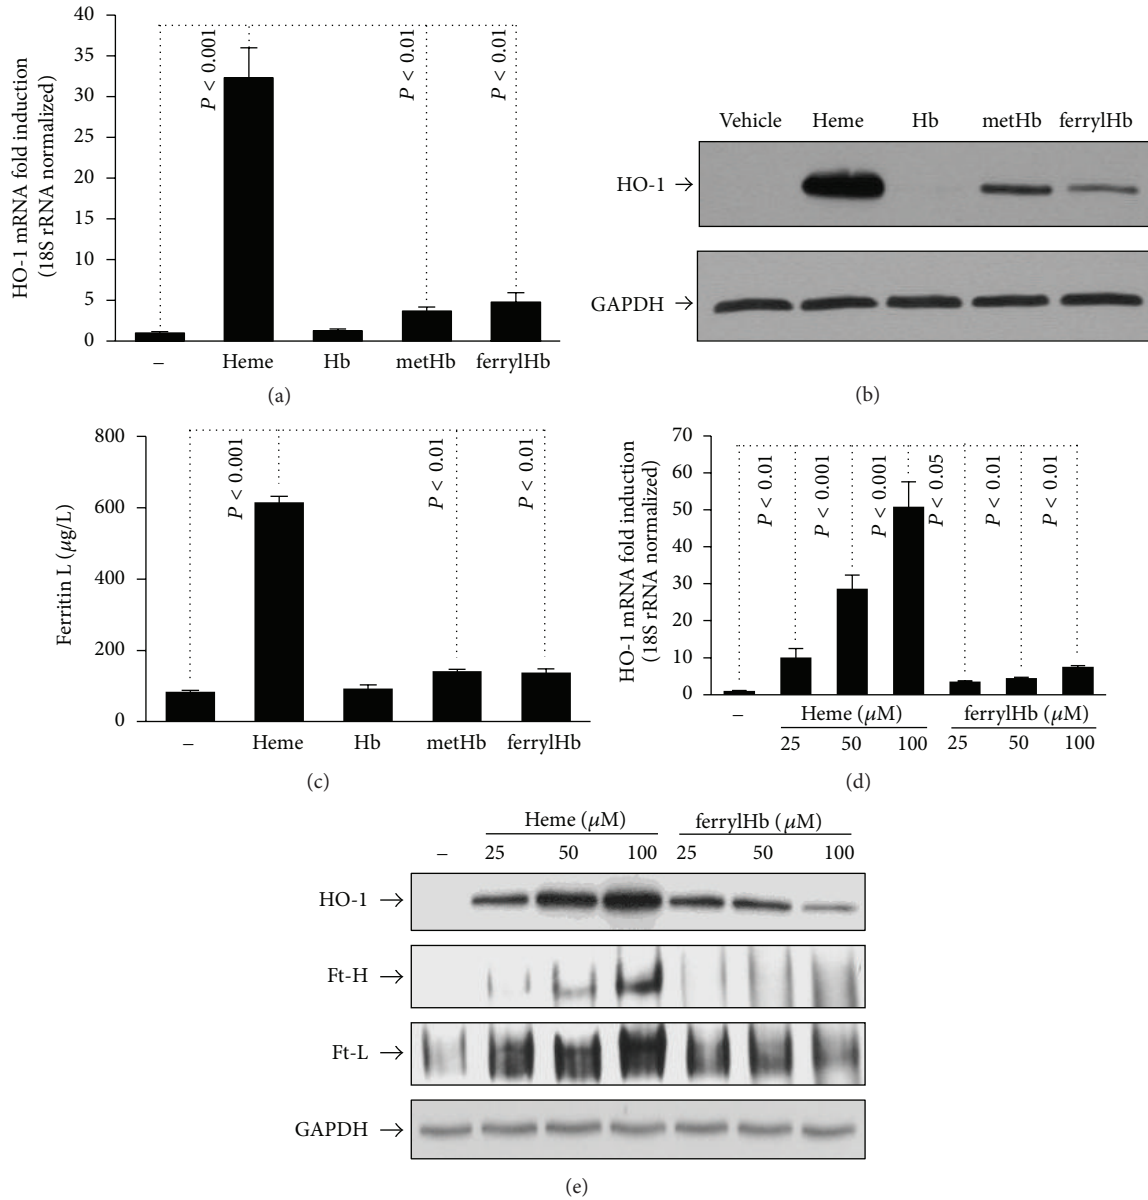 HO-1 mRNA fold induction
(18S rRNA normalized)
40
35
30
25
20
15
10
5
0
P < 0.001
P < 0.01
P < 0.01
– Heme Hb metHb ferrylHb
(a)
Vehicle Heme Hb metHb ferrylHb
HO-1 →
GAPDH →
(b)
Ferritin L (μg/L)
800
600
400
200
0
P < 0.001
P < 0.01
P < 0.01
– Heme Hb metHb ferrylHb
(c)
HO-1 mRNA fold induction
(18S rRNA normalized)
70
60
50
40
30
20
10
0
P < 0.01
P < 0.001
P < 0.001
P < 0.05
P < 0.01
P < 0.01
– Heme (μM) ferrylHb (μM)
25 50 100 25 50 100
(d)
Heme (μM) ferrylHb (μM)
– 25 50 100 25 50 100
HO-1 →
Ft-H →
Ft-L →
GAPDH →
(e)